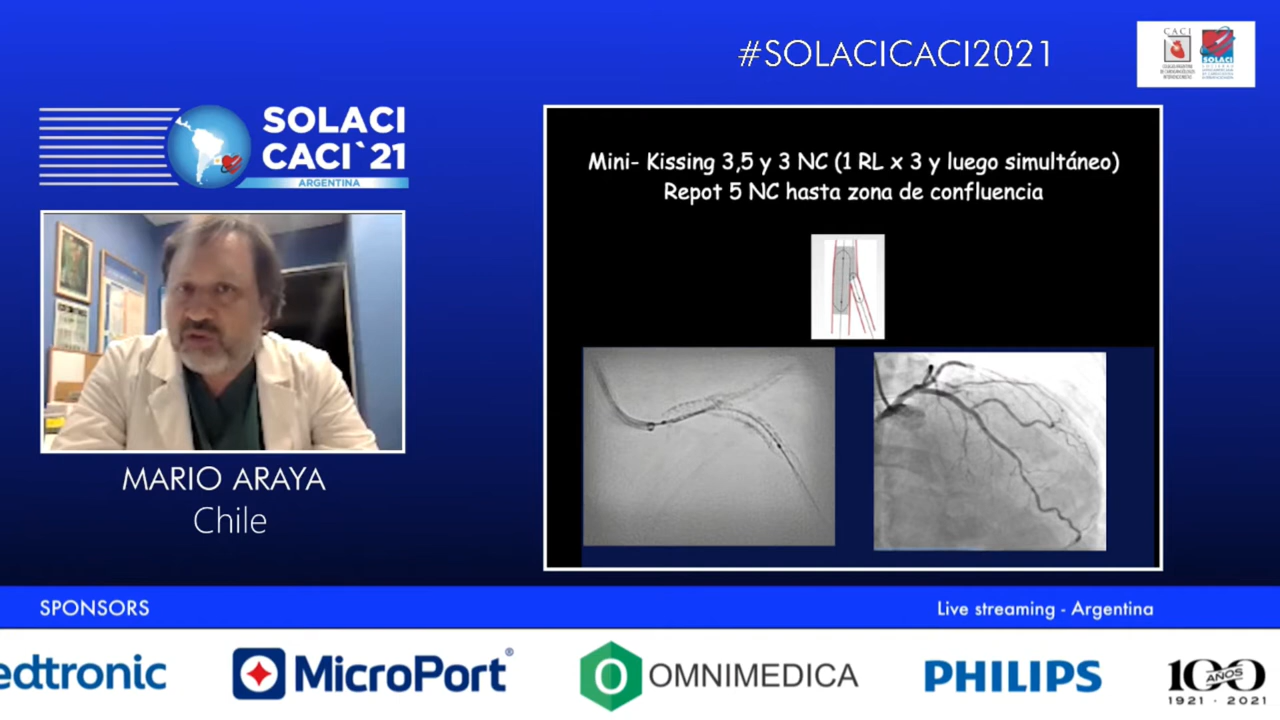 #SOLACICACI2021
CACI
SOLACI
SOLACI
CACI`21
ARGENTINA
Mini- Kissing 3,5 y 3 NC (1 RL x 3 y luego simultáneo)
Repot 5 NC hasta zona de confluencia
MARIO ARAYA
Chile
SPONSORS
Live streaming - Argentina
edtronic
MicroPort®
OMNIMEDICA
PHILIPS
100
AÑOS
1921 - 2021